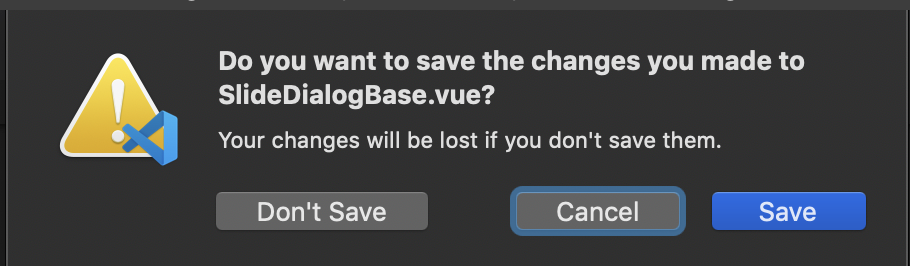 Do you want to save the changes you made to
SlideDialogBase.vue?
Your changes will be lost if you don't save them.
Don't Save
Cancel
Save